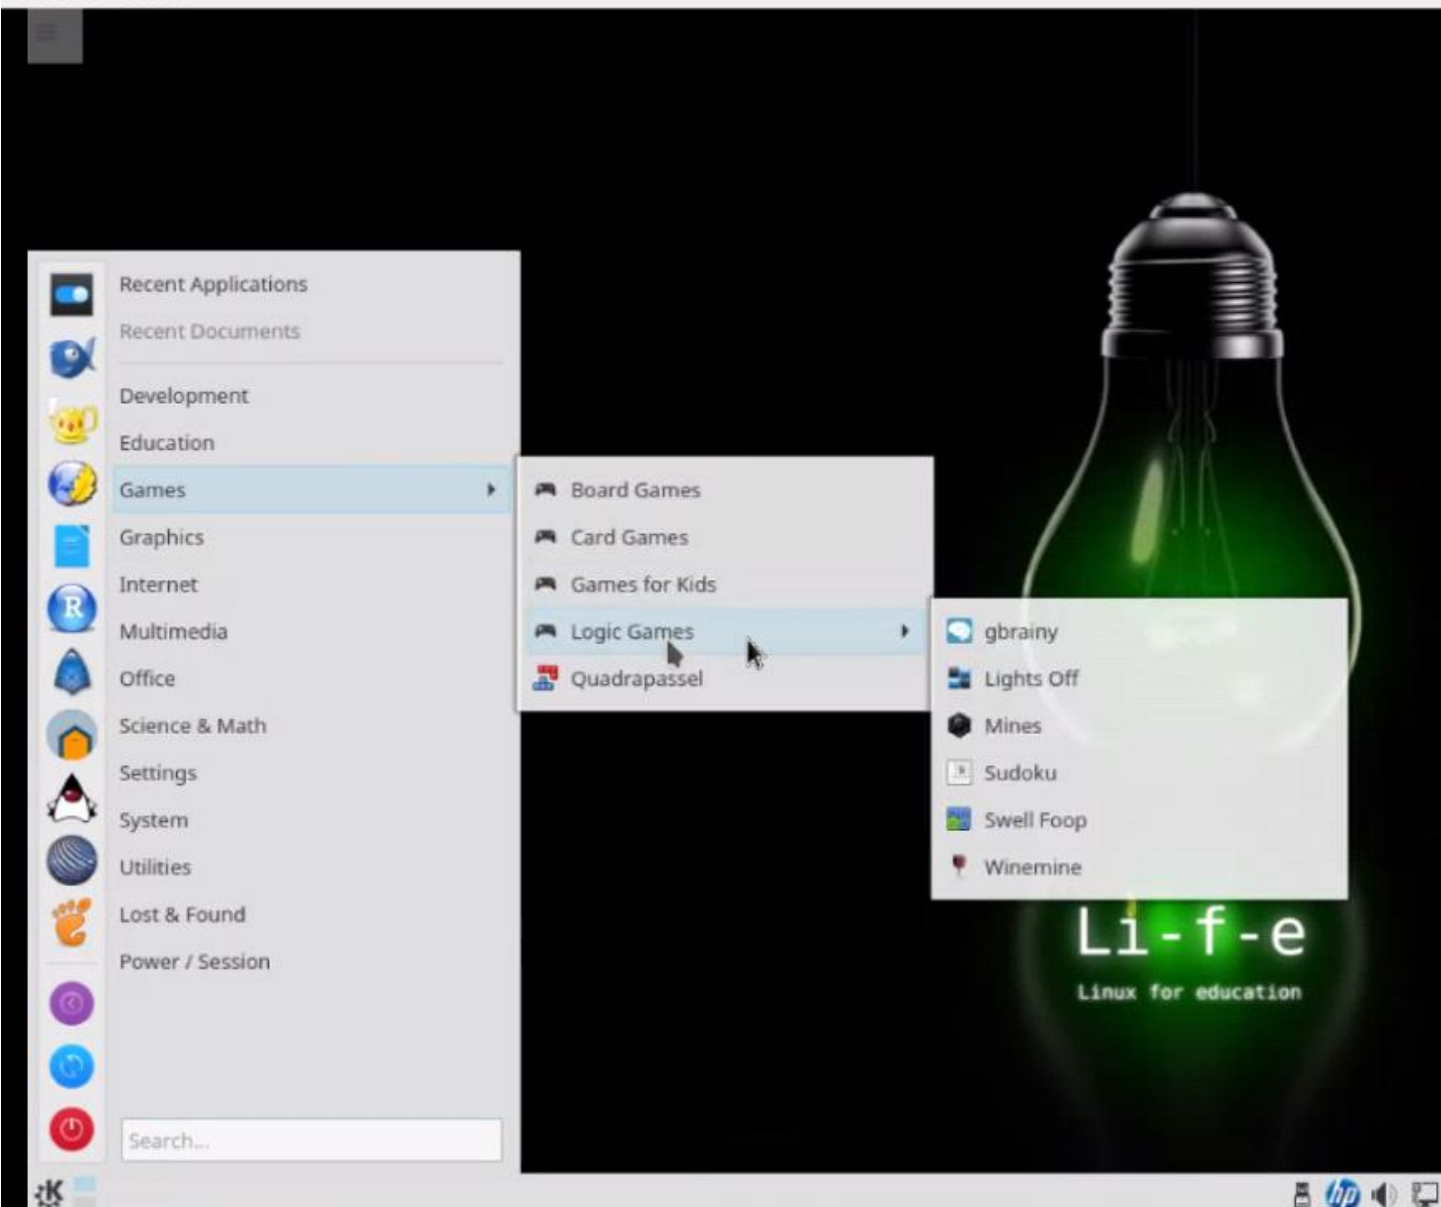 Recent Applications
Recent Documents
Development
Education
Games
Graphics
Internet
Multimedia
Office
Science & Math
Settings
System
Utilities
Lost & Found
Power / Session
Search...
Board Games
Card Games
Games for Kids
Logic Games
Quadrapassel
gbrainy
Lights Off
Mines
Sudoku
Swell Foop
Winemine
Li-f-e
Linux for education
R
K
hp